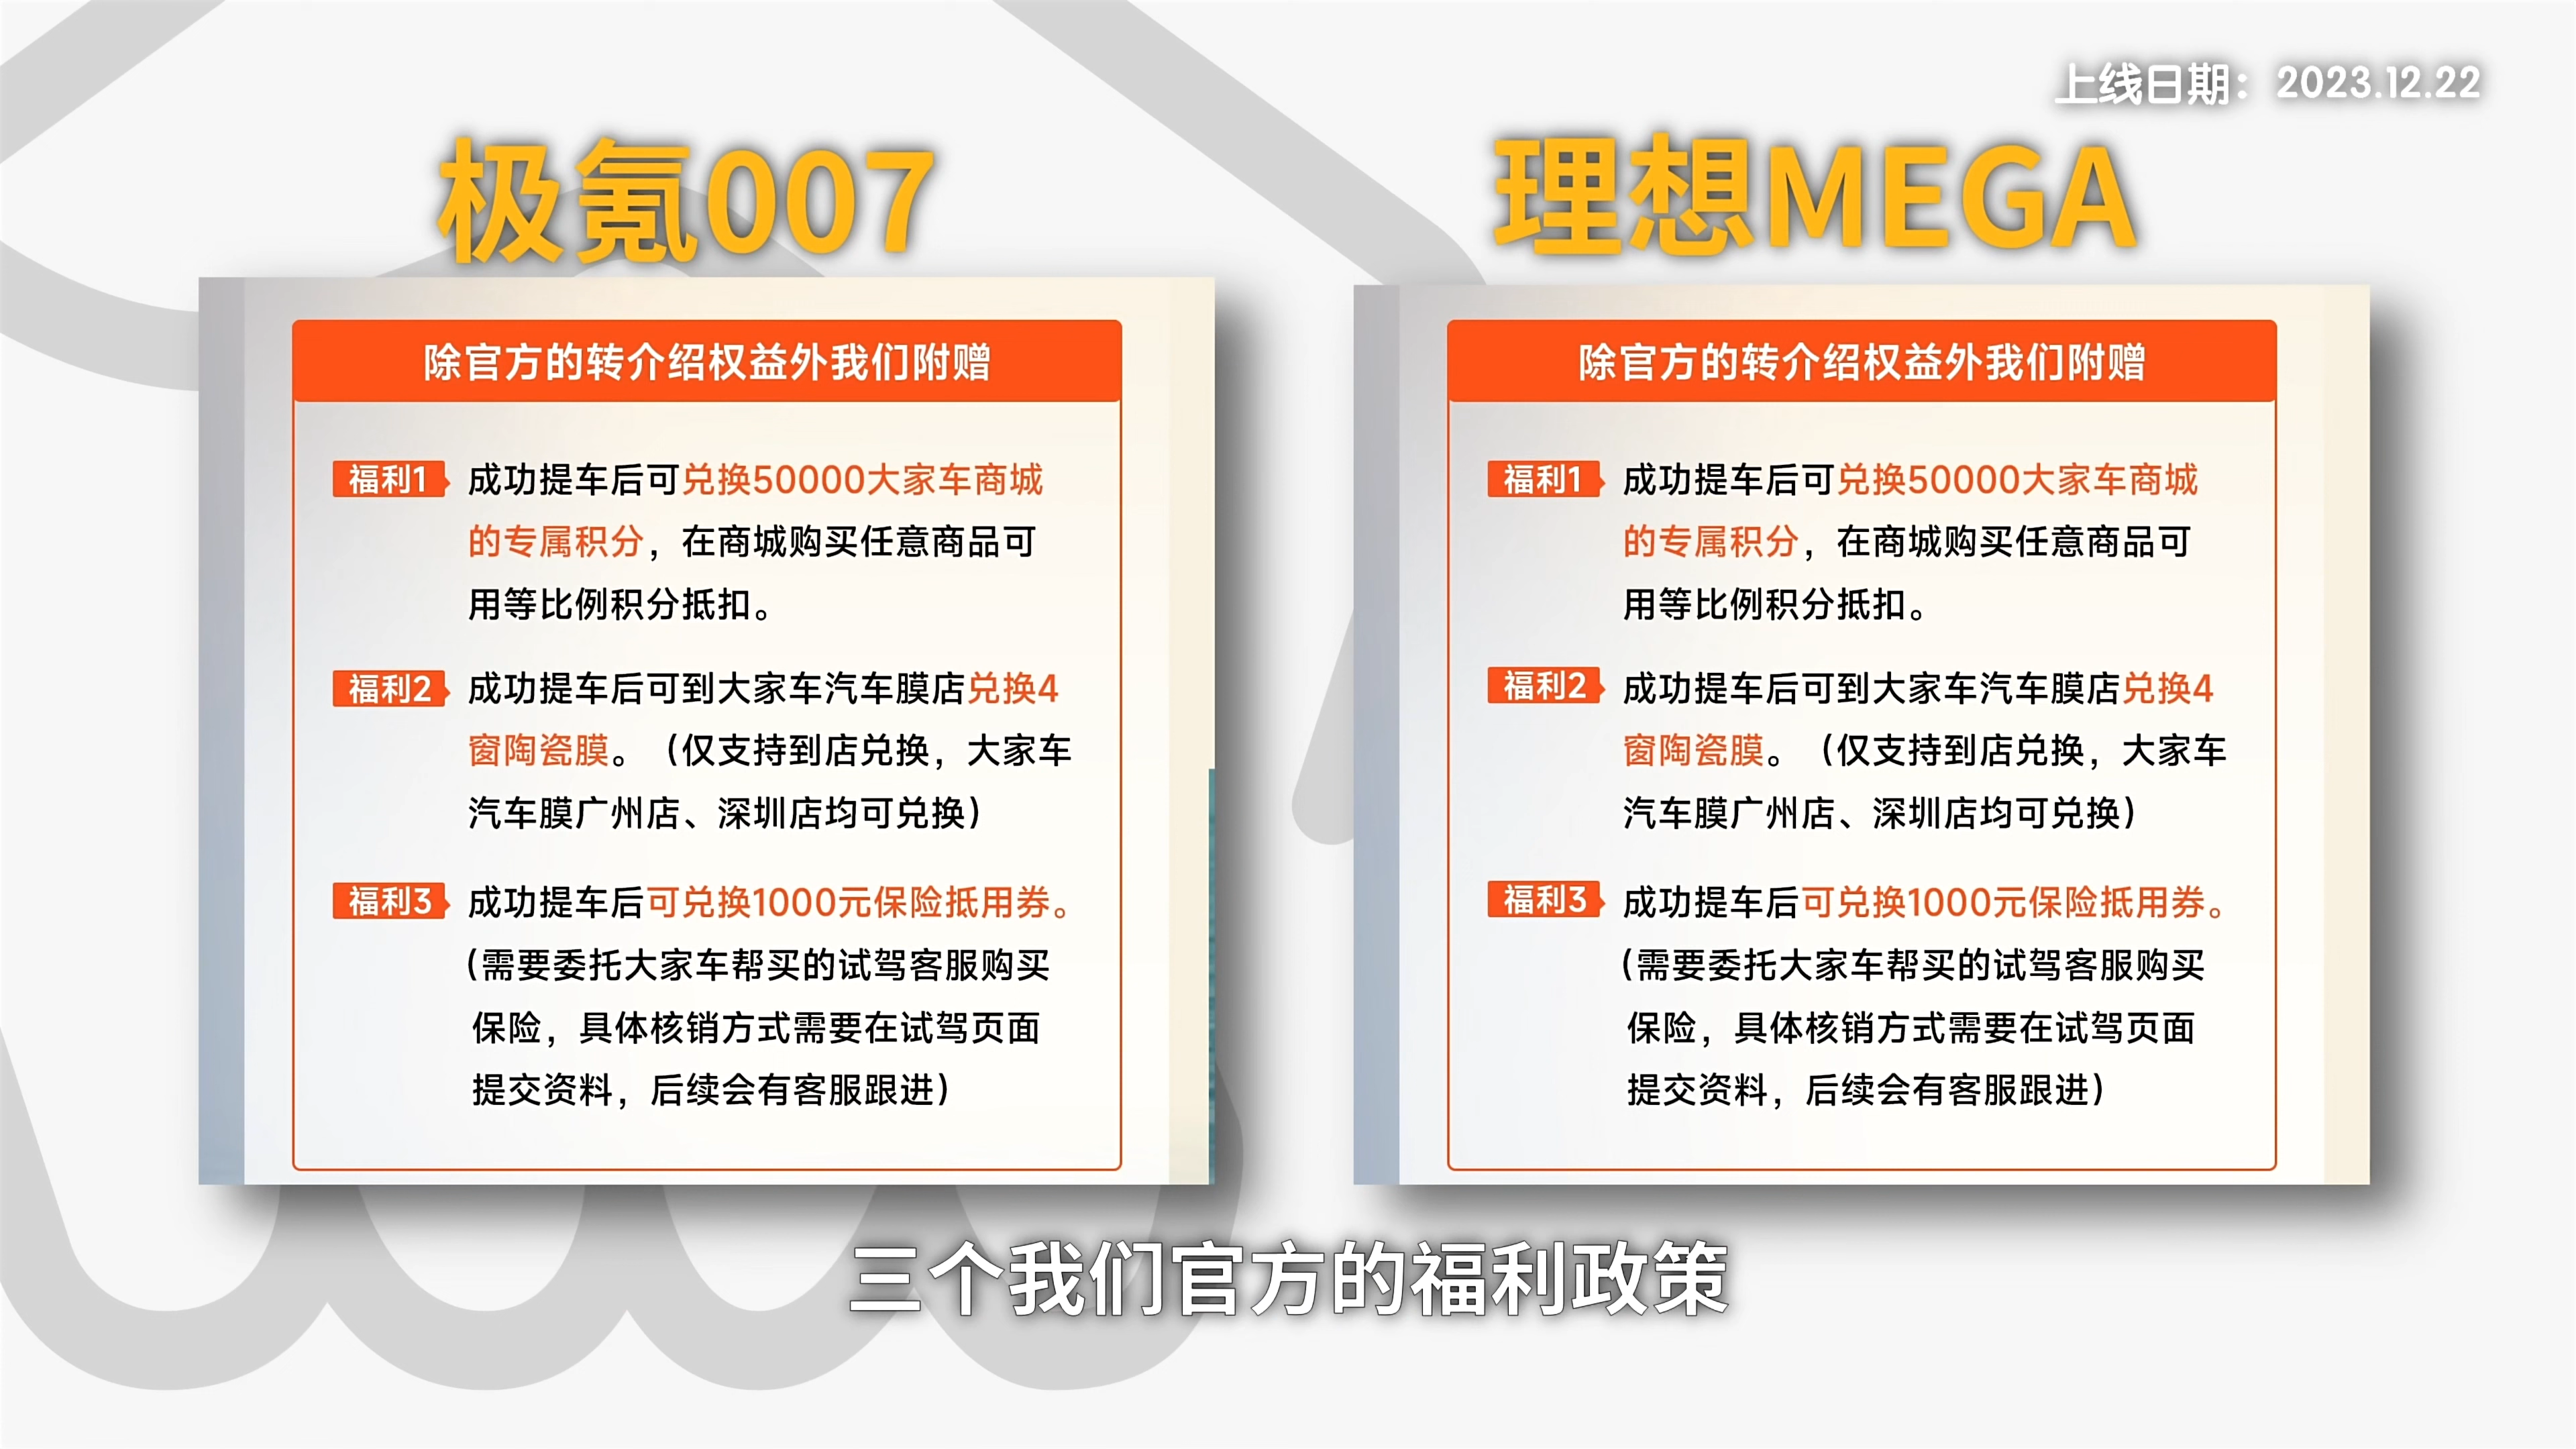 上线日期：2023.12.22
极氪007
除官方的转介绍权益外我们附赠
福利1 成功提车后可兑换50000大家车商城
的专属积分，在商城购买任意商品可
用等比例积分抵扣。
福利2 成功提车后可到大家车汽车膜店兑换4
窗陶瓷膜。（仅支持到店兑换，大家车
汽车膜广州店、深圳店均可兑换）
福利3 成功提车后可兑换1000元保险抵用券。
（需要委托大家车帮买的试驾客服购买
保险，具体核销方式需要在试驾页面
提交资料，后续会有客服跟进）
理想MEGA
除官方的转介绍权益外我们附赠
福利1 成功提车后可兑换50000大家车商城
的专属积分，在商城购买任意商品可
用等比例积分抵扣。
福利2 成功提车后可到大家车汽车膜店兑换4
窗陶瓷膜。（仅支持到店兑换，大家车
汽车膜广州店、深圳店均可兑换）
福利3 成功提车后可兑换1000元保险抵用券。
（需要委托大家车帮买的试驾客服购买
保险，具体核销方式需要在试驾页面
提交资料，后续会有客服跟进）
三个我们官方的福利政策